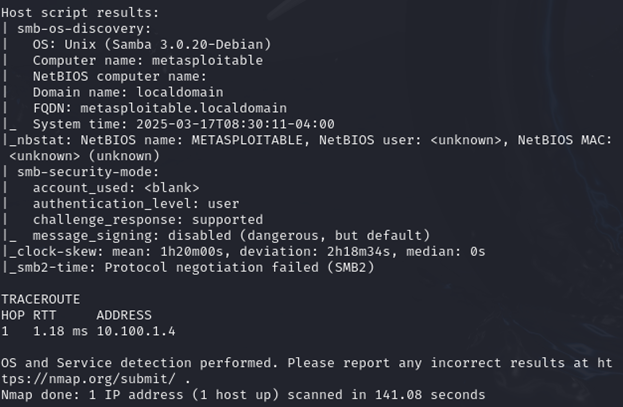 Host script results:
| smb-os-discovery:
|   OS: Unix (Samba 3.0.20-Debian)
|   Computer name: metasploitable
|   NetBIOS computer name:
|   Domain name: localdomain
|   FQDN: metasploitable.localdomain
|_  System time: 2025-03-17T08:30:11-04:00
|_nbstat: NetBIOS name: METASPLOITABLE, NetBIOS user: <unknown>, NetBIOS MAC:
 <unknown> (unknown)
| smb-security-mode:
|   account_used: <blank>
|   authentication_level: user
|   challenge_response: supported
|_  message_signing: disabled (dangerous, but default)
|_clock-skew: mean: 1h20m00s, deviation: 2h18m34s, median: 0s
|_smb2-time: Protocol negotiation failed (SMB2)
TRACEROUTE
HOP RTT     ADDRESS
1   1.18 ms 10.100.1.4
OS and Service detection performed. Please report any incorrect results at ht
tps://nmap.org/submit/ .
Nmap done: 1 IP address (1 host up) scanned in 141.08 seconds